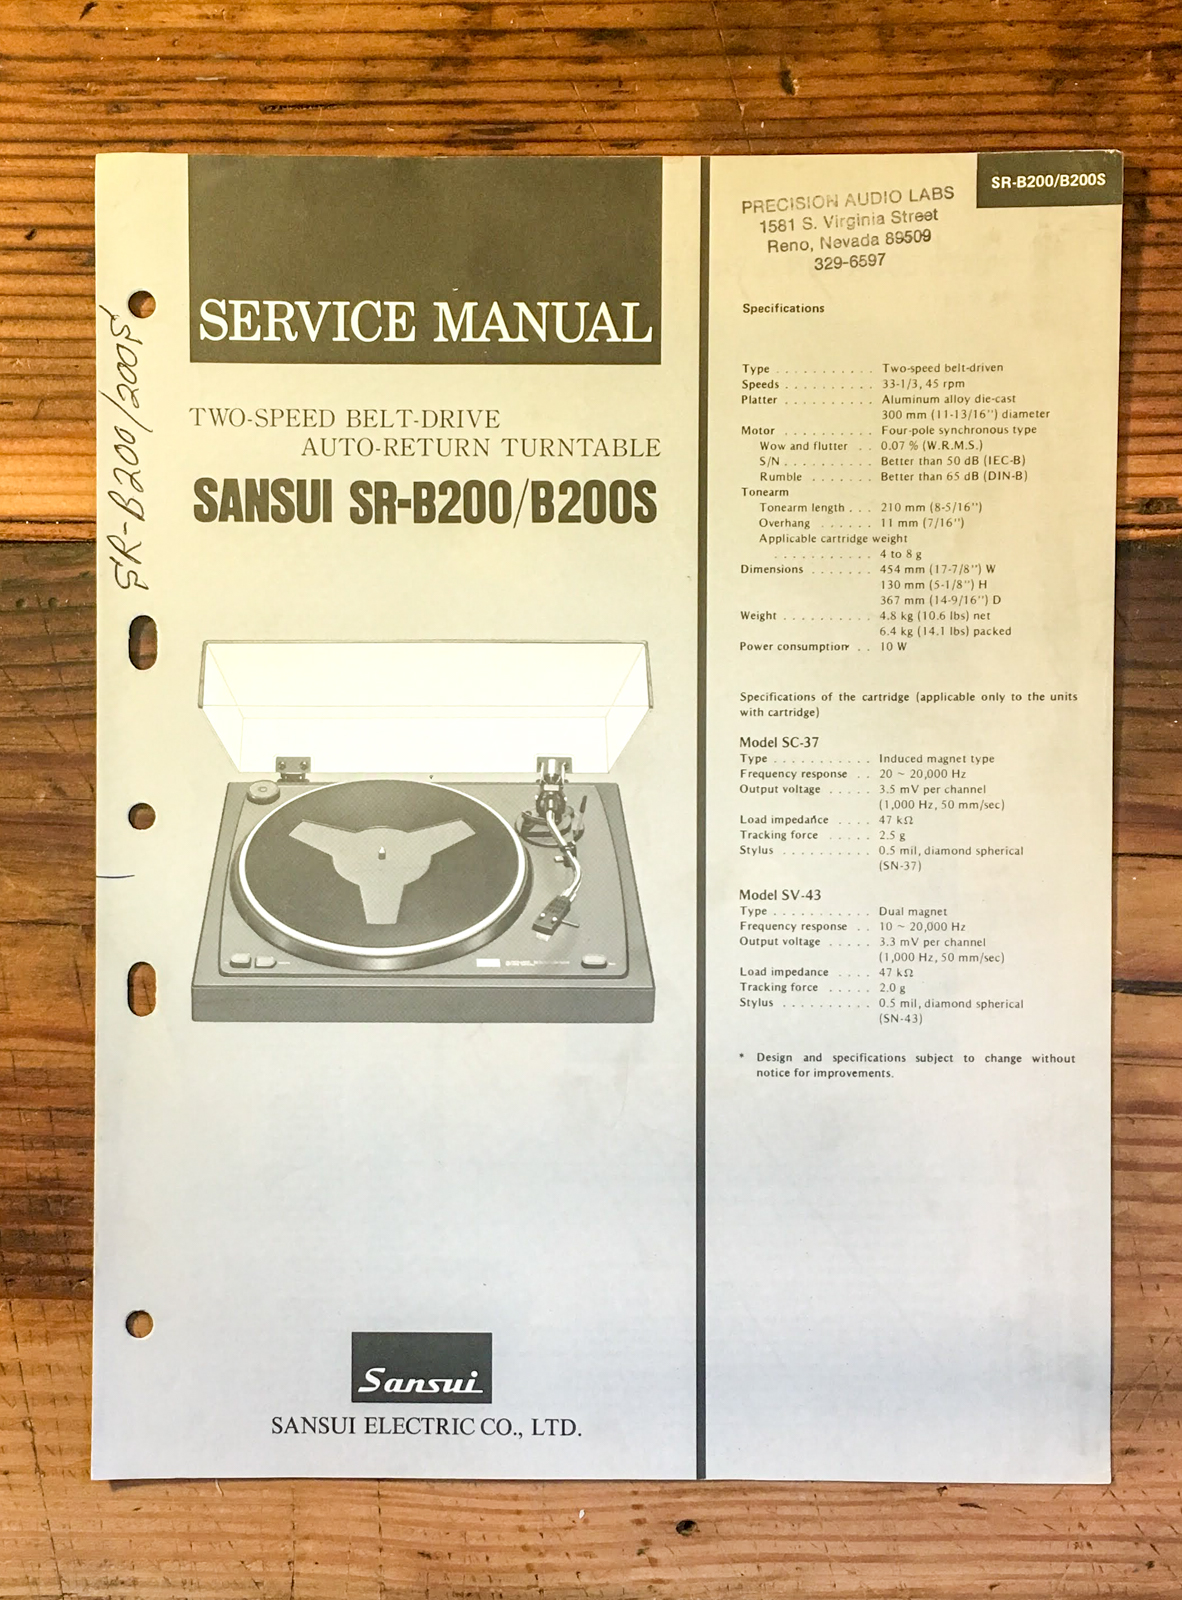 SR-B200/200S
SERVICE MANUAL
TWO-SPEED BELT-DRIVE
AUTO-RETURN TURNTABLE
SANSUI SR-B200/B200S
Sansui
SANSUI ELECTRIC CO., LTD.
SR-B200/B200S
PRECISION AUDIO LABS
1581 S. Virginia Street
Reno, Nevada 89509
329-6597
Specifications
Type . . . . . . . . . . . Two-speed belt-driven
Speeds . . . . . . . . . . 33-1/3, 45 rpm
Platter . . . . . . . . . . Aluminum alloy die-cast
300 mm (11-13/16'') diameter
Motor . . . . . . . . . . Four-pole synchronous type
Wow and flutter . . 0.07 % (W.R.M.S.)
S/N . . . . . . . . . . Better than 50 dB (IEC-B)
Rumble . . . . . . . Better than 65 dB (DIN-B)
Tonearm
Tonearm length . . . 210 mm (8-5/16'')
Overhang . . . . . . 11 mm (7/16'')
Applicable cartridge weight
. . . . . . . . . . . 4 to 8 g
Dimensions . . . . . . . 454 mm (17-7/8'') W
130 mm (5-1/8'') H
367 mm (14-9/16'') D
Weight . . . . . . . . . . 4.8 kg (10.6 lbs) net
6.4 kg (14.1 lbs) packed
Power consumption . . 10 W
Specifications of the cartridge (applicable only to the units
with cartridge)
Model SC-37
Type . . . . . . . . . . . Induced magnet type
Frequency response . . 20 ~ 20,000 Hz
Output voltage . . . . . 3.5 mV per channel
(1,000 Hz, 50 mm/sec)
Load impedance . . . . 47 kΩ
Tracking force . . . . . 2.5 g
Stylus . . . . . . . . . . 0.5 mil, diamond spherical
(SN-37)
Model SV-43
Type . . . . . . . . . . . Dual magnet
Frequency response . . 10 ~ 20,000 Hz
Output voltage . . . . . 3.3 mV per channel
(1,000 Hz, 50 mm/sec)
Load impedance . . . . 47 kΩ
Tracking force . . . . . 2.0 g
Stylus . . . . . . . . . . 0.5 mil, diamond spherical
(SN-43)
* Design and specifications subject to change without
notice for improvements.